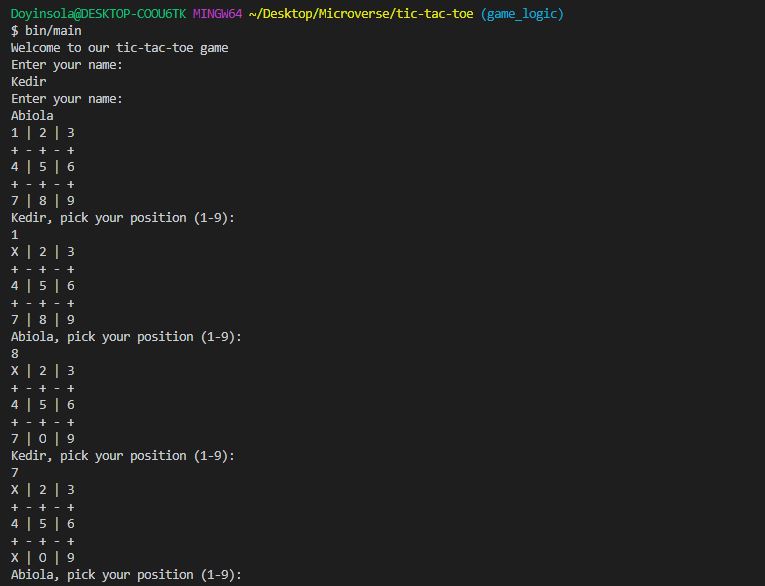 Doyinsola@DESKTOP-COOU6TK MINGW64 ~/Desktop/Microverse/tic-tac-toe (game_logic)
$ bin/main
Welcome to our tic-tac-toe game
Enter your name:
Kedir
Enter your name:
Abiola
1 | 2 | 3
+ - + - +
4 | 5 | 6
+ - + - +
7 | 8 | 9
Kedir, pick your position (1-9):
1
X | 2 | 3
+ - + - +
4 | 5 | 6
+ - + - +
7 | 8 | 9
Abiola, pick your position (1-9):
8
X | 2 | 3
+ - + - +
4 | 5 | 6
+ - + - +
7 | O | 9
Kedir, pick your position (1-9):
7
X | 2 | 3
+ - + - +
4 | 5 | 6
+ - + - +
X | O | 9
Abiola, pick your position (1-9):